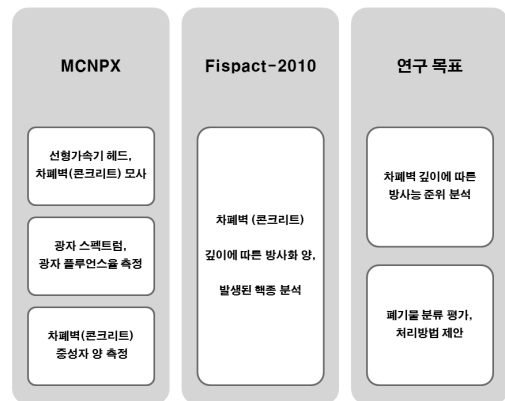 MCNPX
선형가속기 헤드,
차폐벽(콘크리트) 모사
광자 스펙트럼,
광자 플루언스율 측정
차폐벽(콘크리트)
중성자 양 측정
Fispact-2010
차폐벽 (콘크리트)
깊이에 따른 방사화 양,
발생된 핵종 분석
연구 목표
차폐벽 깊이에 따른
방사능 준위 분석
폐기물 분류 평가,
처리방법 제안